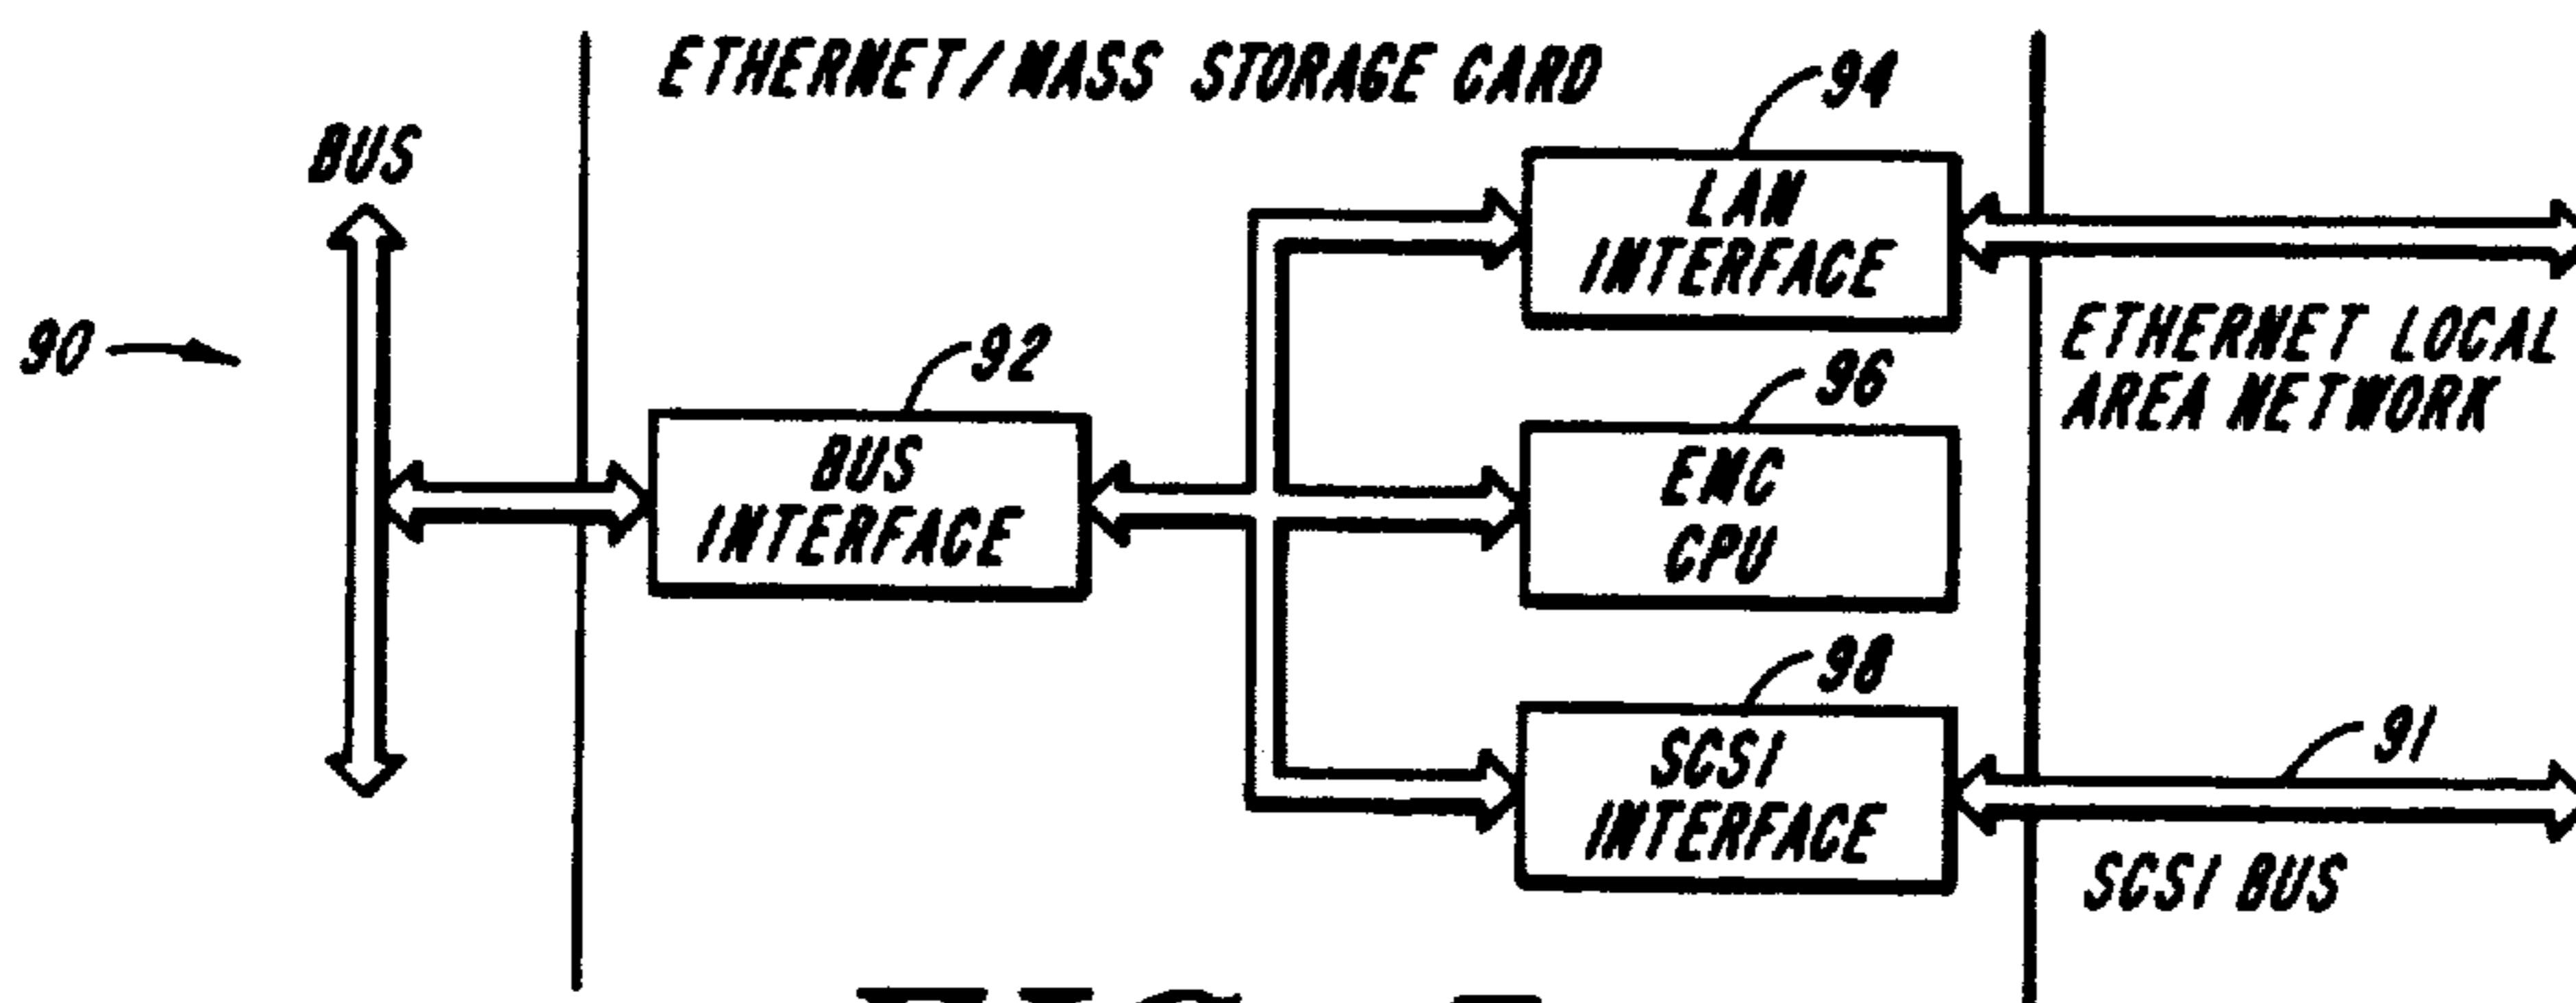 ETHERNET/MASS STORAGE CARD
94
BUS
LAN
INTERFACE
90
92
ETHERNET LOCAL
AREA NETWORK
96
BUS
INTERFACE
EMC
CPU
98
91
SCSI
INTERFACE
SCSI BUS